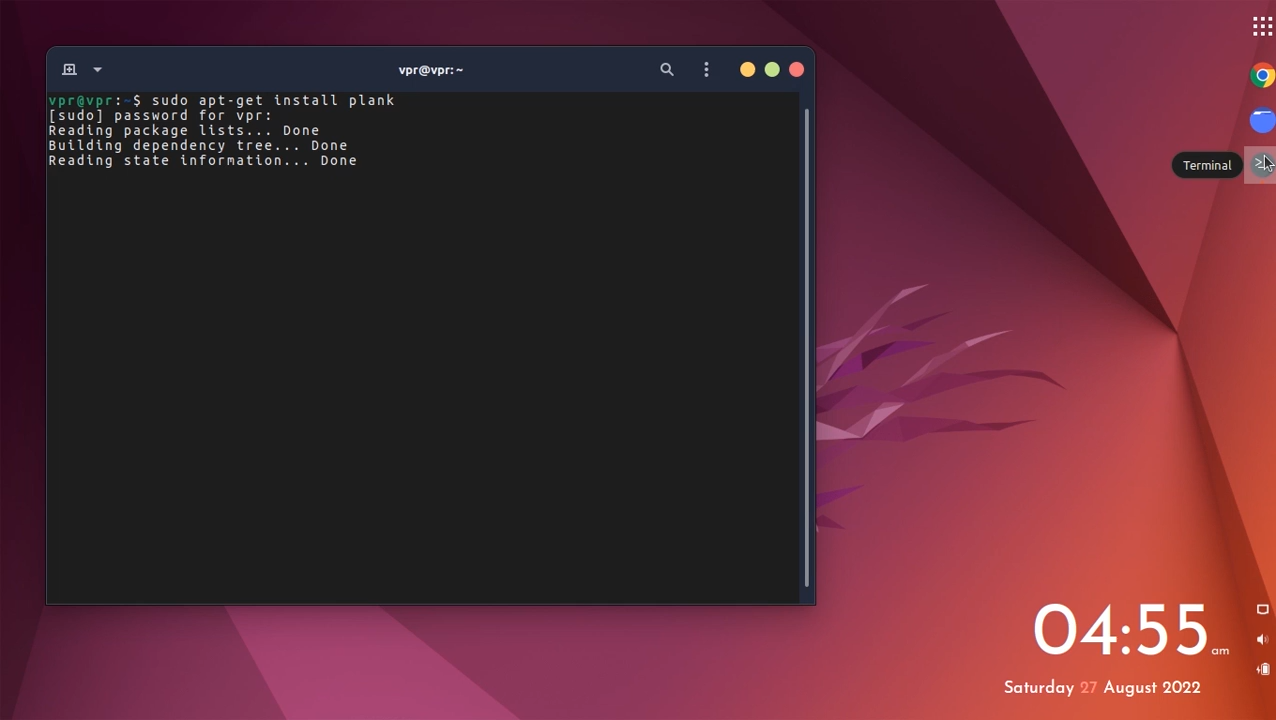 vpr@vpr: ~
vpr@vpr:~$ sudo apt-get install plank
[sudo] password for vpr:
Reading package lists... Done
Building dependency tree... Done
Reading state information... Done
Terminal
04:55 am
Saturday 27 August 2022